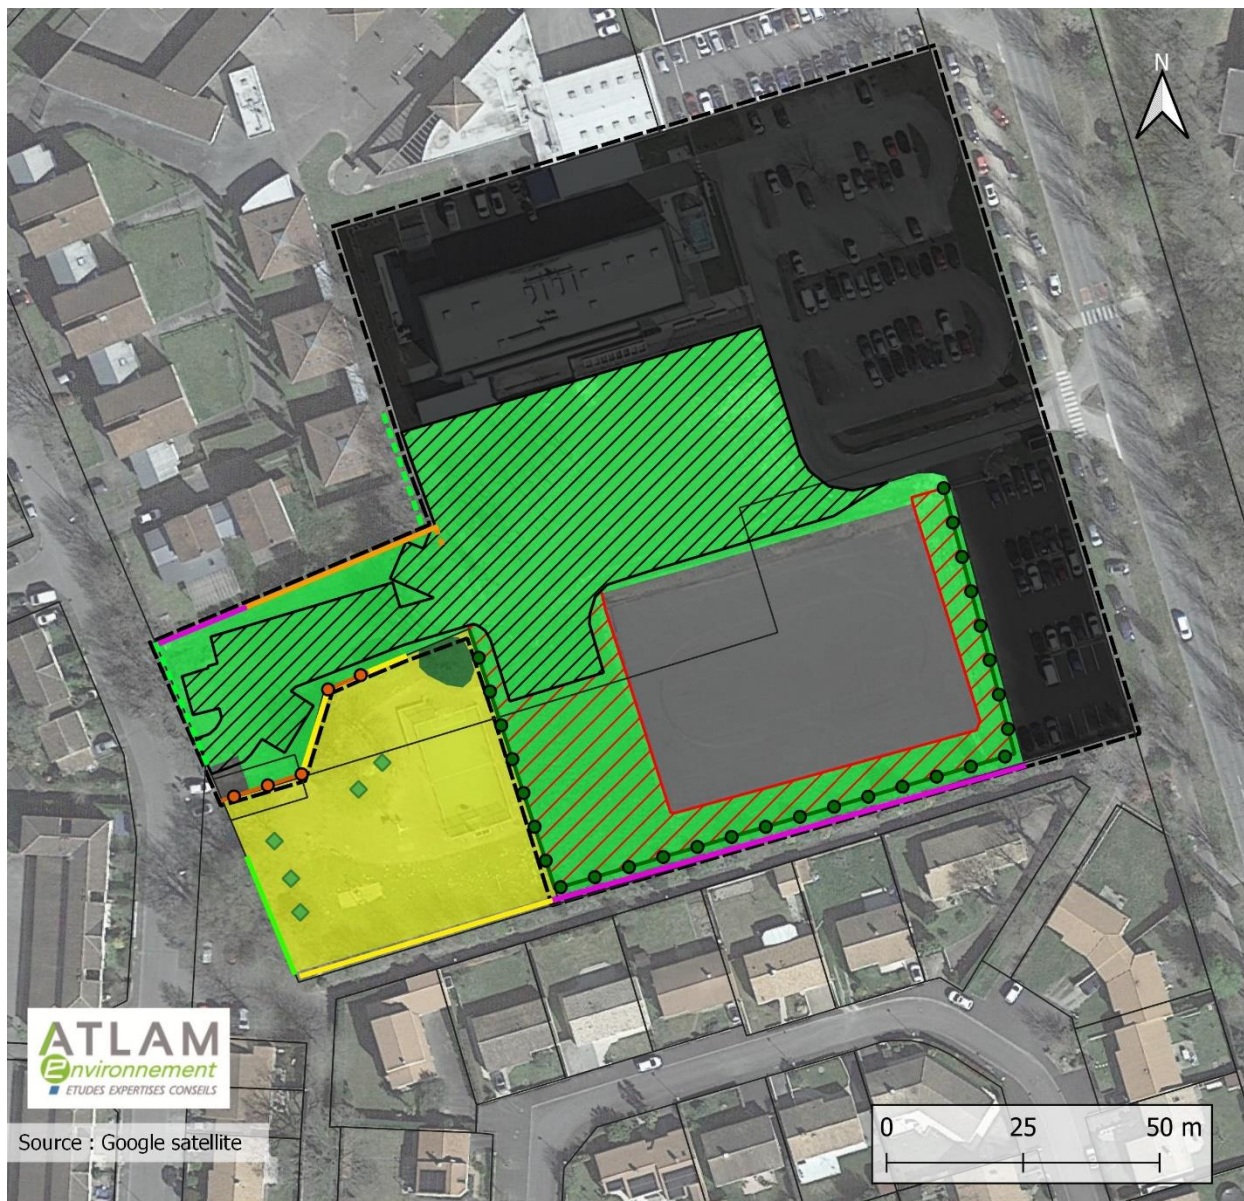 N
ATLAM
Environnement
ETUDES EXPERTISES CONSEILS
Source : Google satellite
0 25 50 m